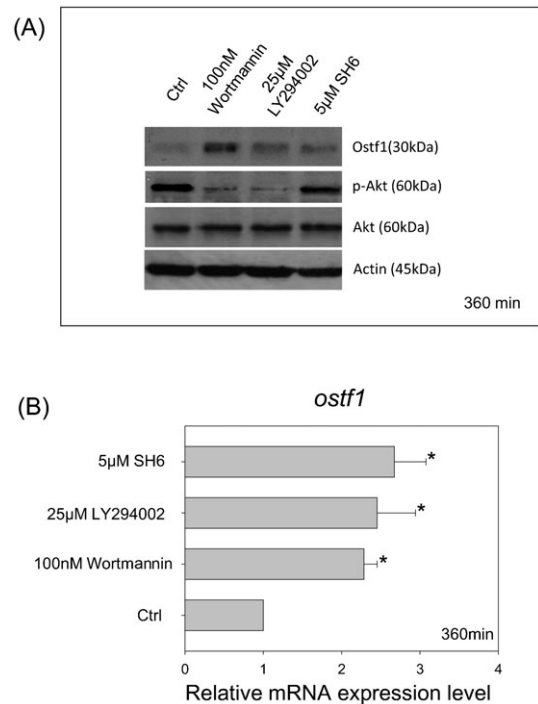 (A)
Ctrl
100nM
Wortmannin
25µM
LY294002
5µM SH6
Ostf1(30kDa)
p-Akt (60kDa)
Akt (60kDa)
Actin (45kDa)
360 min
(B)
ostf1
5µM SH6
25µM LY294002
100nM Wortmannin
Ctrl
*
*
*
360min
0 1 2 3 4
Relative mRNA expression level